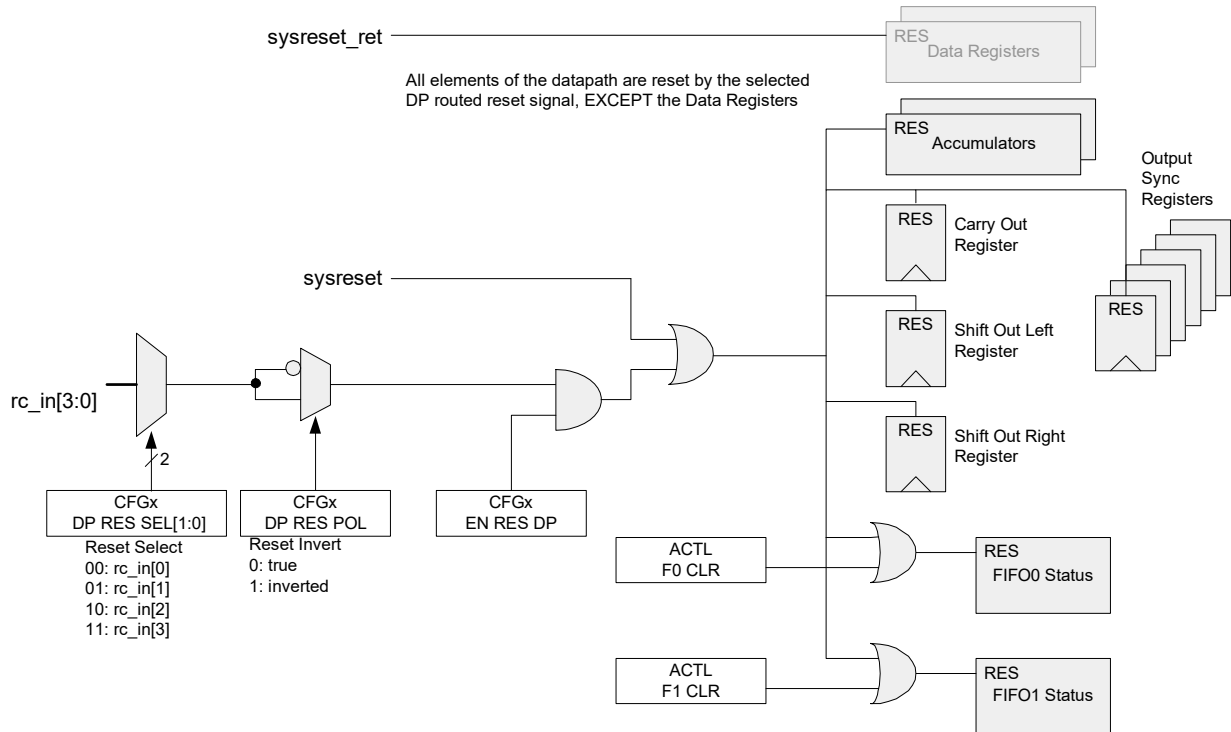 sysreset_ret
RES
Data Registers
All elements of the datapath are reset by the selected
DP routed reset signal, EXCEPT the Data Registers
RES
Accumulators
Output
Sync
Registers
RES
Carry Out
Register
sysreset
RES
RES
Shift Out Left
Register
rc_in[3:0]
2
RES
Shift Out Right
Register
CFGx
DP RES SEL[1:0]
CFGx
DP RES POL
CFGx
EN RES DP
Reset Select
00: rc_in[0]
01: rc_in[1]
10: rc_in[2]
11: rc_in[3]
Reset Invert
0: true
1: inverted
ACTL
F0 CLR
RES
FIFO0 Status
ACTL
F1 CLR
RES
FIFO1 Status